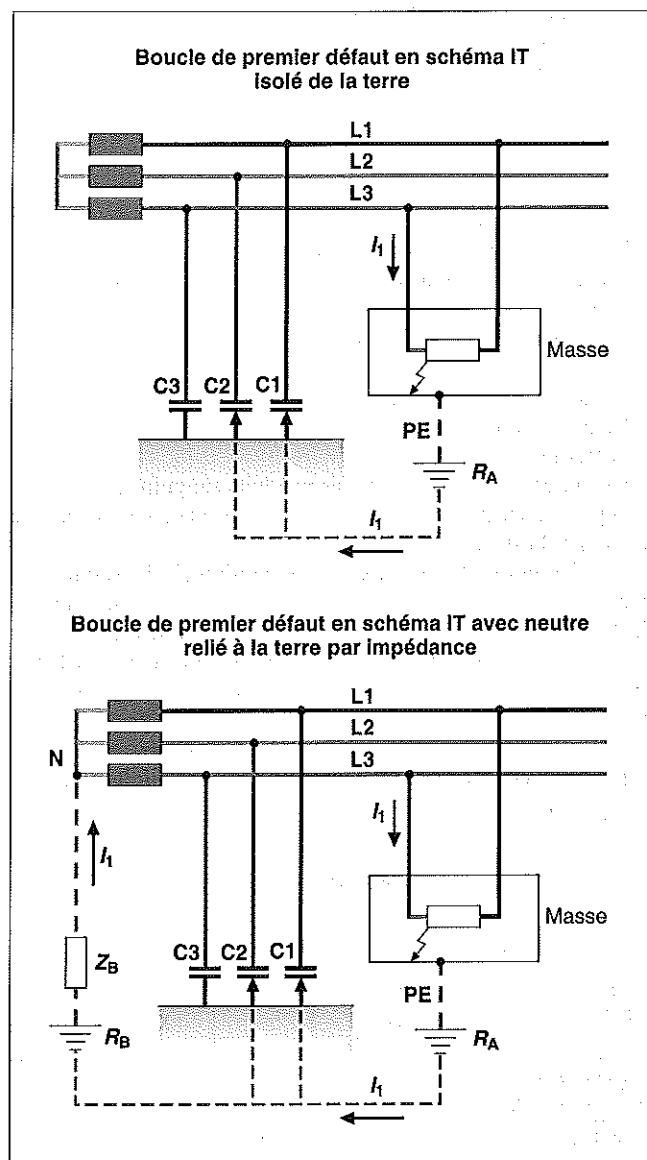 Boucle de premier défaut en schéma IT
isolé de la terre
L1
L2
L3
I1
Masse
C3 C2 C1
PE
RA
I1
Boucle de premier défaut en schéma IT avec neutre
relié à la terre par impédance
L1
L2
N
L3
I1
I1
Masse
C3 C2 C1
ZB
PE
RB
RA
I1